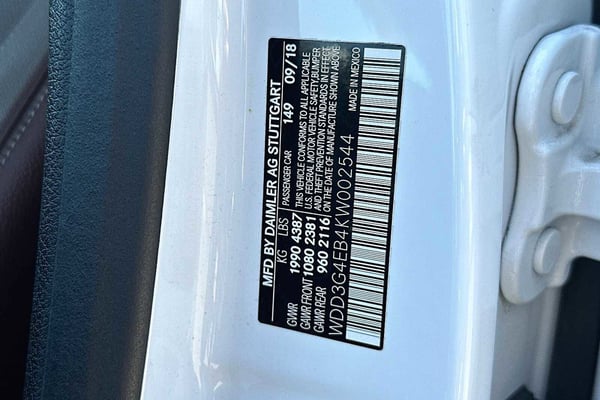 MFD BY DAIMLER AG STUTTGART
KG LBS PASSENGER CAR 149 09/18
GVWR 1990 4387
GAWR FRONT 1080 2381
GAWR REAR 960 2116
THIS VEHICLE CONFORMS TO ALL APPLICABLE
U.S. FEDERAL MOTOR VEHICLE SAFETY, BUMPER
AND THEFT PREVENTION STANDARDS IN EFFECT
ON THE DATE OF MANUFACTURE SHOWN ABOVE.
WDD3G4EB4KW002544
MADE IN MEXICO